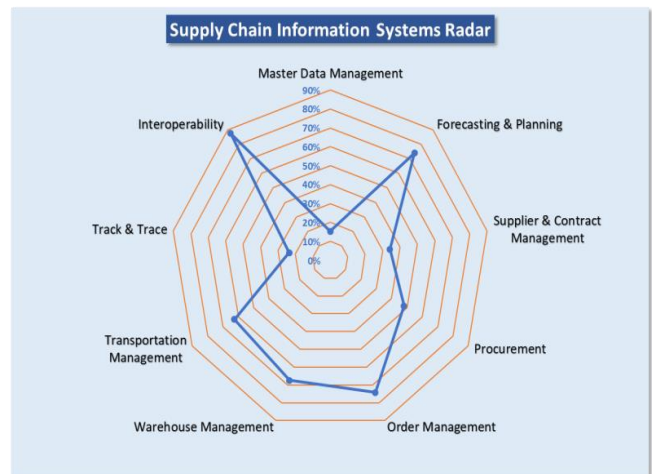 Supply Chain Information Systems Radar
Master Data Management
90%
80%
70%
60%
50%
40%
30%
20%
10%
0%
Forecasting & Planning
Supplier & Contract
Management
Procurement
Order Management
Warehouse Management
Transportation
Management
Track & Trace
Interoperability